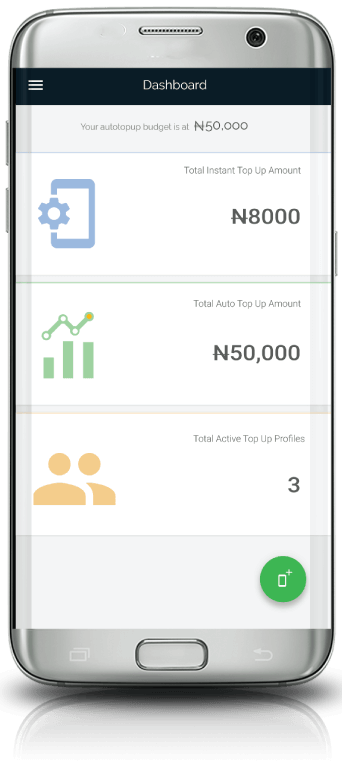 Dashboard
Your autotopup budget is at ₦50,000
Total Instant Top Up Amount
₦8000
Total Auto Top Up Amount
₦50,000
Total Active Top Up Profiles
3